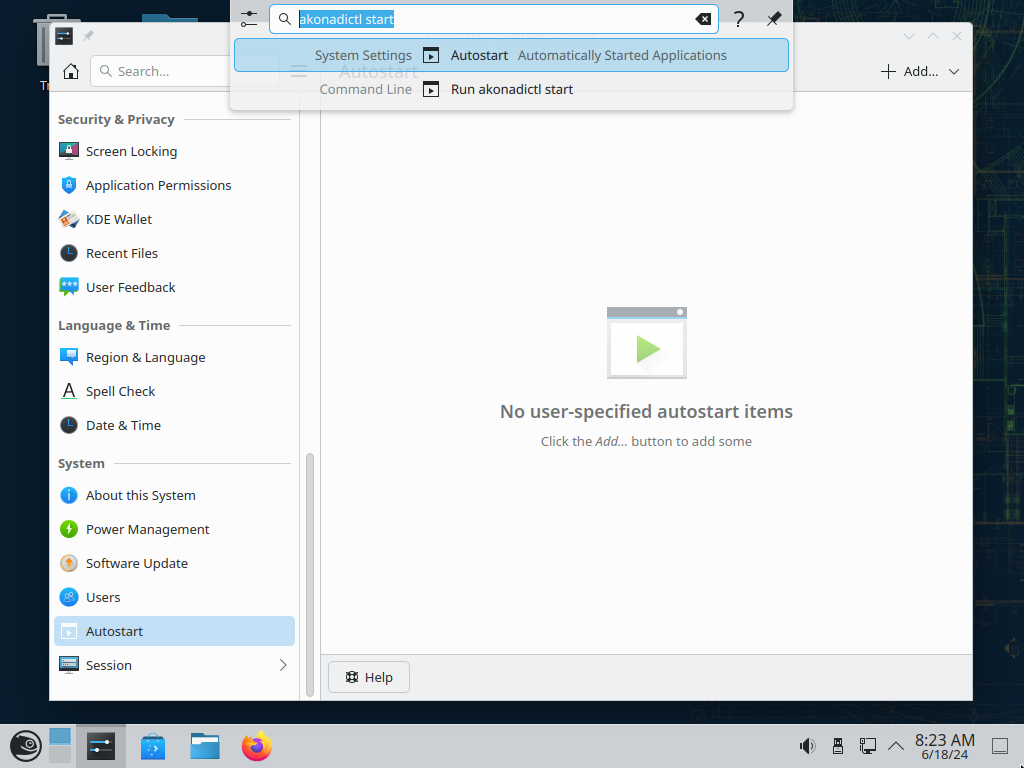 akonadictl start
?
System Settings Autostart Automatically Started Applications
Command Line Run akonadictl start
Search...
Autostart
Add...
Security & Privacy
Screen Locking
Application Permissions
KDE Wallet
Recent Files
User Feedback
Language & Time
Region & Language
Spell Check
Date & Time
System
About this System
Power Management
Software Update
Users
Autostart
Session
No user-specified autostart items
Click the Add... button to add some
Help
8:23 AM
6/18/24